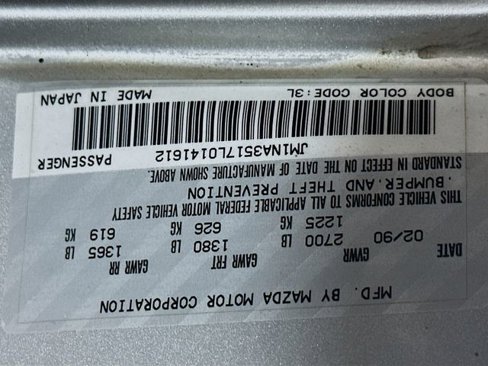 MFD. BY MAZDA MOTOR CORPORATION
DATE GVWR GAWR FRT GAWR RR
02/90 2700 LB 1380 LB 1365 LB
1225 KG 626 KG 619 KG
THIS VEHICLE CONFORMS TO ALL APPLICABLE FEDERAL MOTOR VEHICLE SAFETY
.BUMPER.AND THEFT PREVENTION
STANDARD IN EFFECT ON THE DATE OF MANUFACTURE SHOWN ABOVE.
JM1NA3517L0141612 PASSENGER
BODY COLOR CODE:3L MADE IN JAPAN